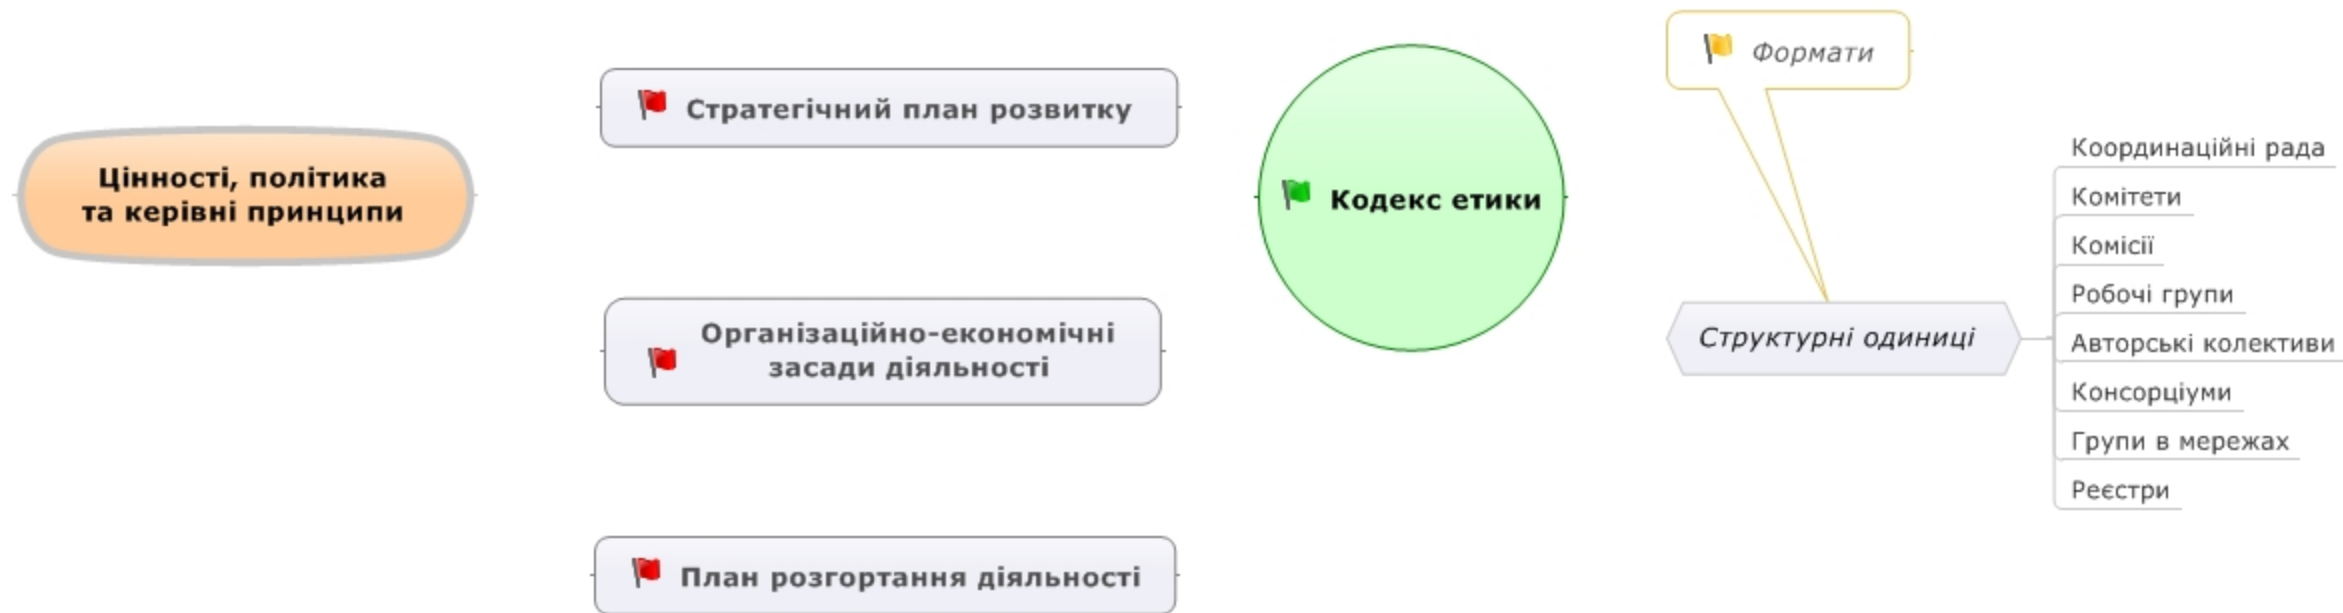 Цінності, політика
та керівні принципи
Стратегічний план розвитку
Організаційно-економічні
засади діяльності
План розгортання діяльності
Кодекс етики
Формати
Структурні одиниці
Координаційні рада
Комітети
Комісії
Робочі групи
Авторські колективи
Консорціуми
Групи в мережах
Реєстри